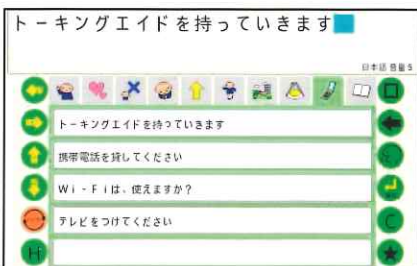 トーキングエイドを持っていきます
日本語 音量5
トーキングエイドを持っていきます
携帯電話を貸してください
Wi-Fiは、使えますか?
テレビをつけてください
Hi
C